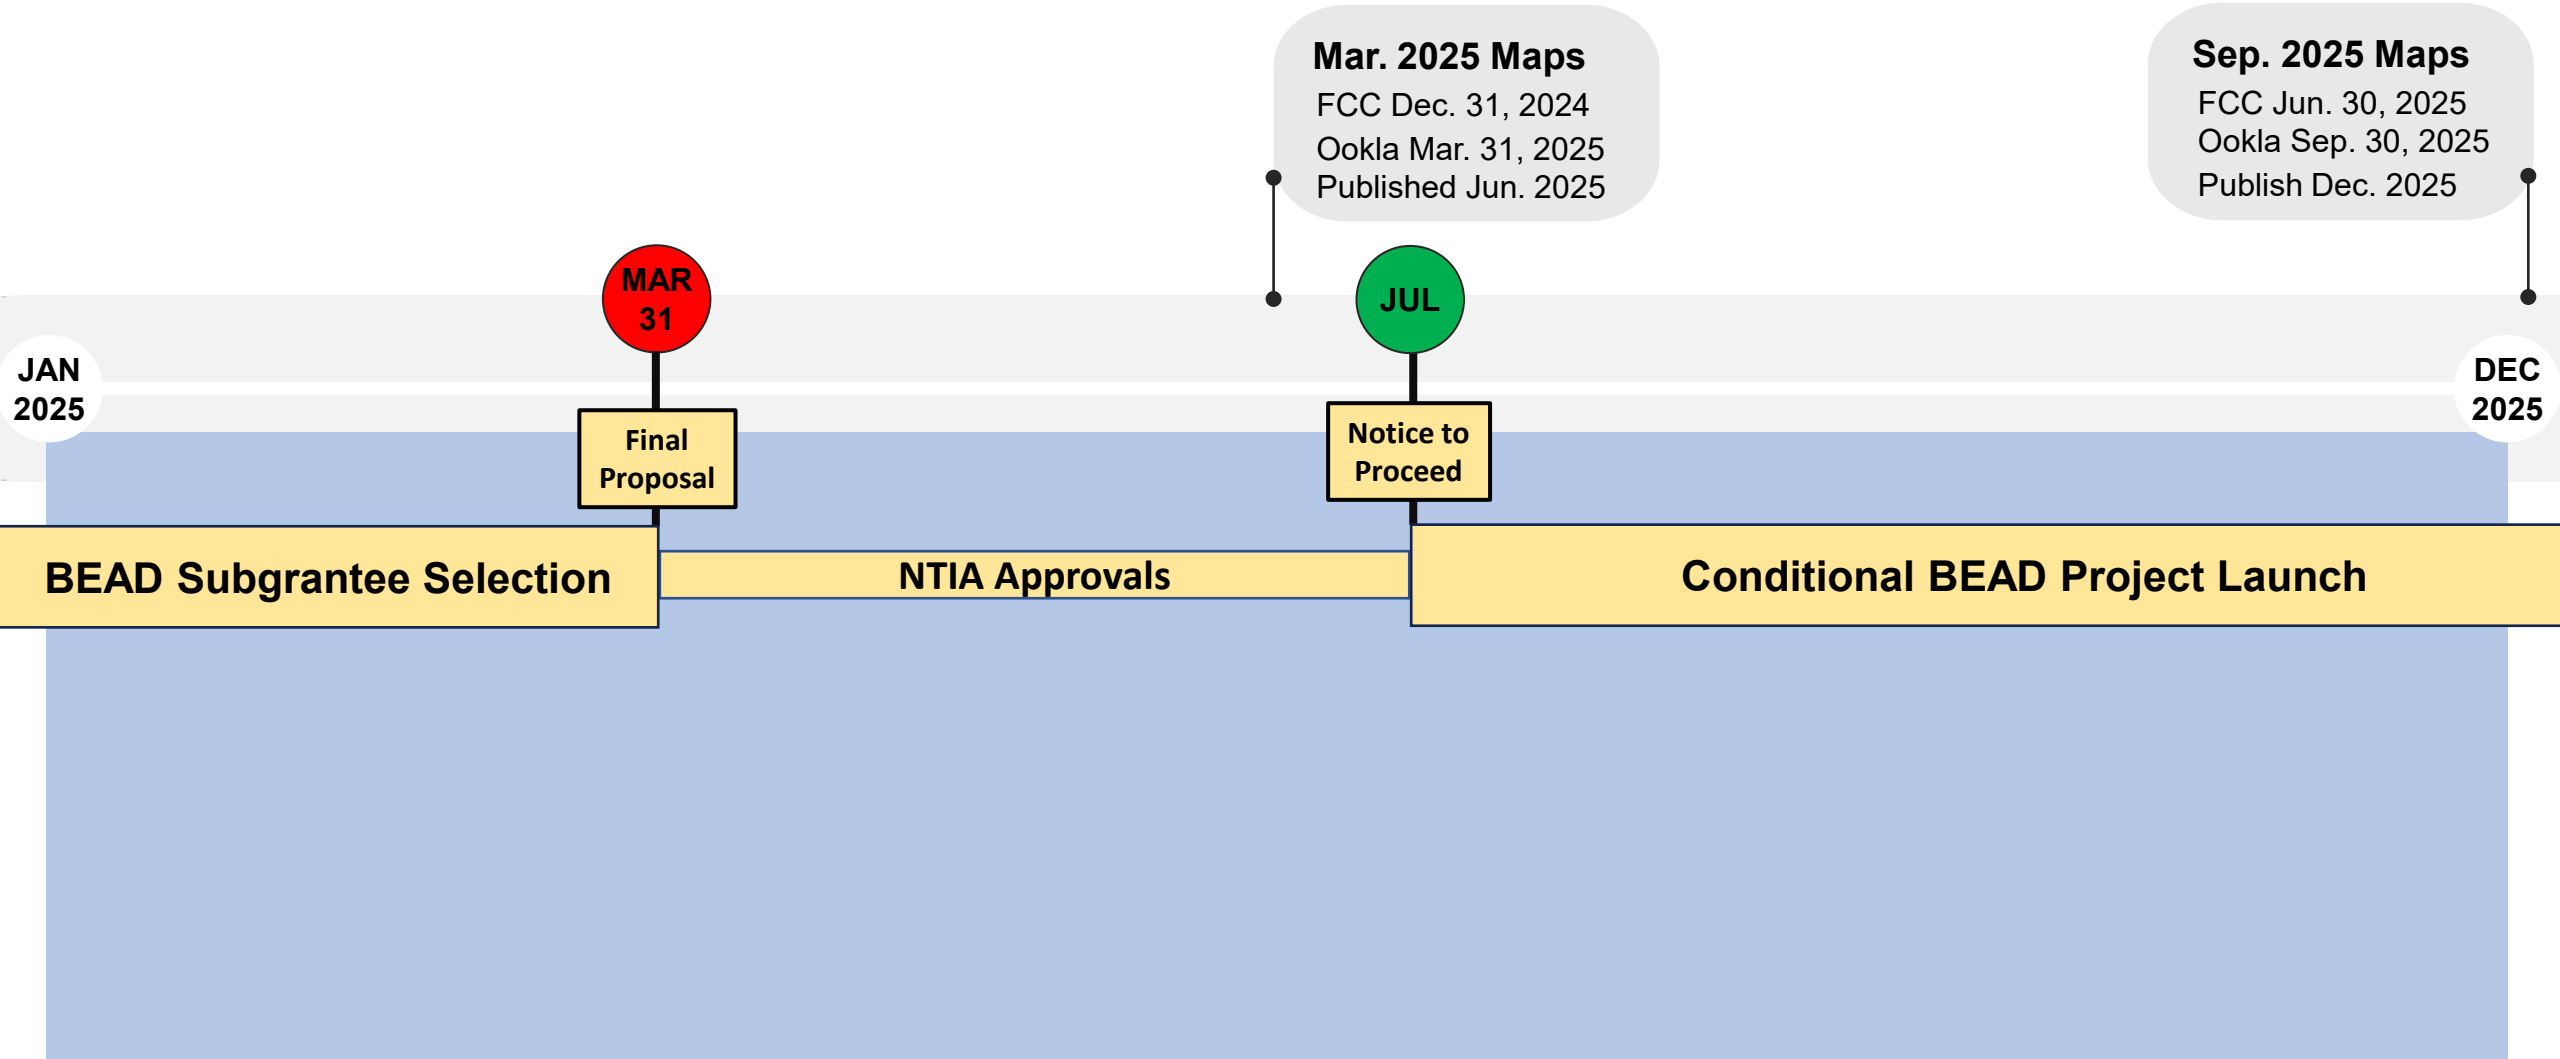 Mar. 2025 Maps
FCC Dec. 31, 2024
Ookla Mar. 31, 2025
Published Jun. 2025
Sep. 2025 Maps
FCC Jun. 30, 2025
Ookla Sep. 30, 2025
Publish Dec. 2025
MAR
31
JUL
JAN
2025
DEC
2025
Final
Proposal
Notice to
Proceed
BEAD Subgrantee Selection
NTIA Approvals
Conditional BEAD Project Launch